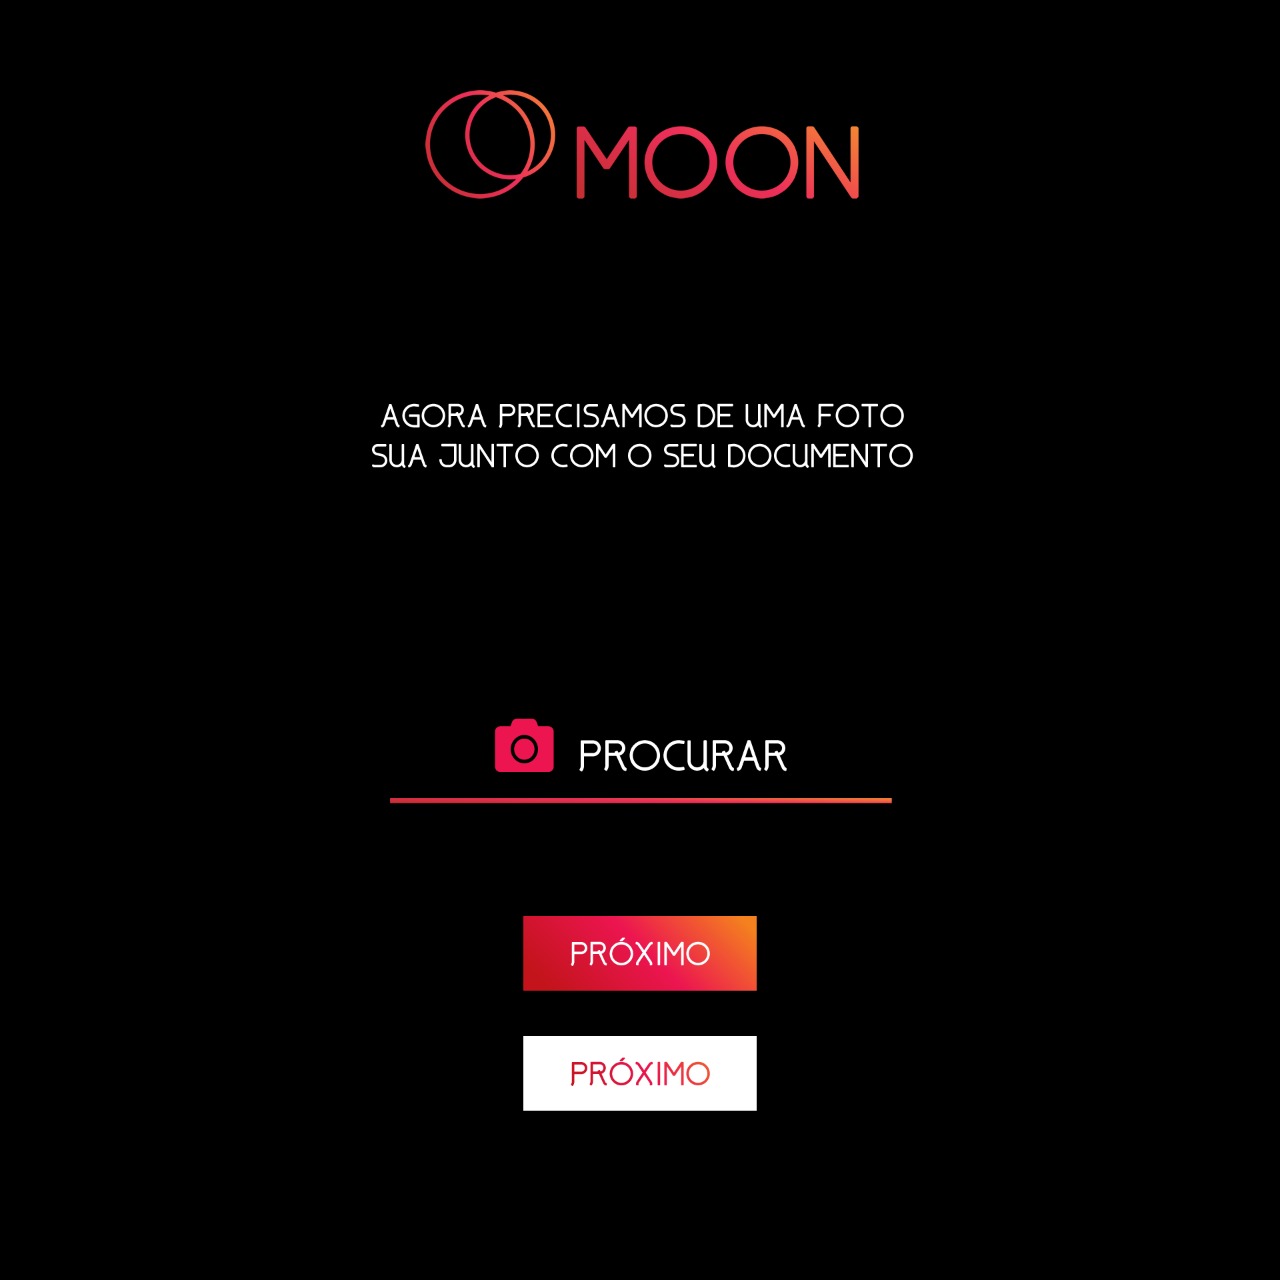 MOON
AGORA PRECISAMOS DE UMA FOTO
SUA JUNTO COM O SEU DOCUMENTO
PROCURAR
PRÓXIMO
PRÓXIMO